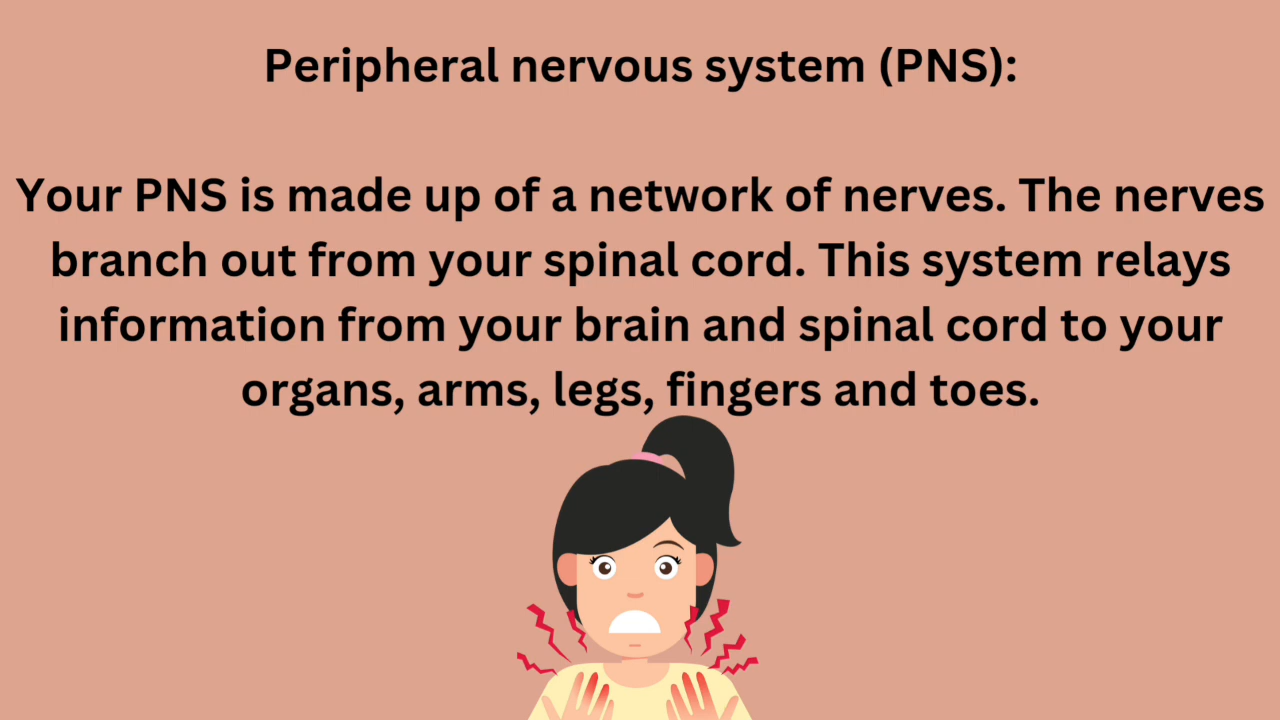 Peripheral nervous system (PNS):
Your PNS is made up of a network of nerves. The nerves
branch out from your spinal cord. This system relays
information from your brain and spinal cord to your
organs, arms, legs, fingers and toes.